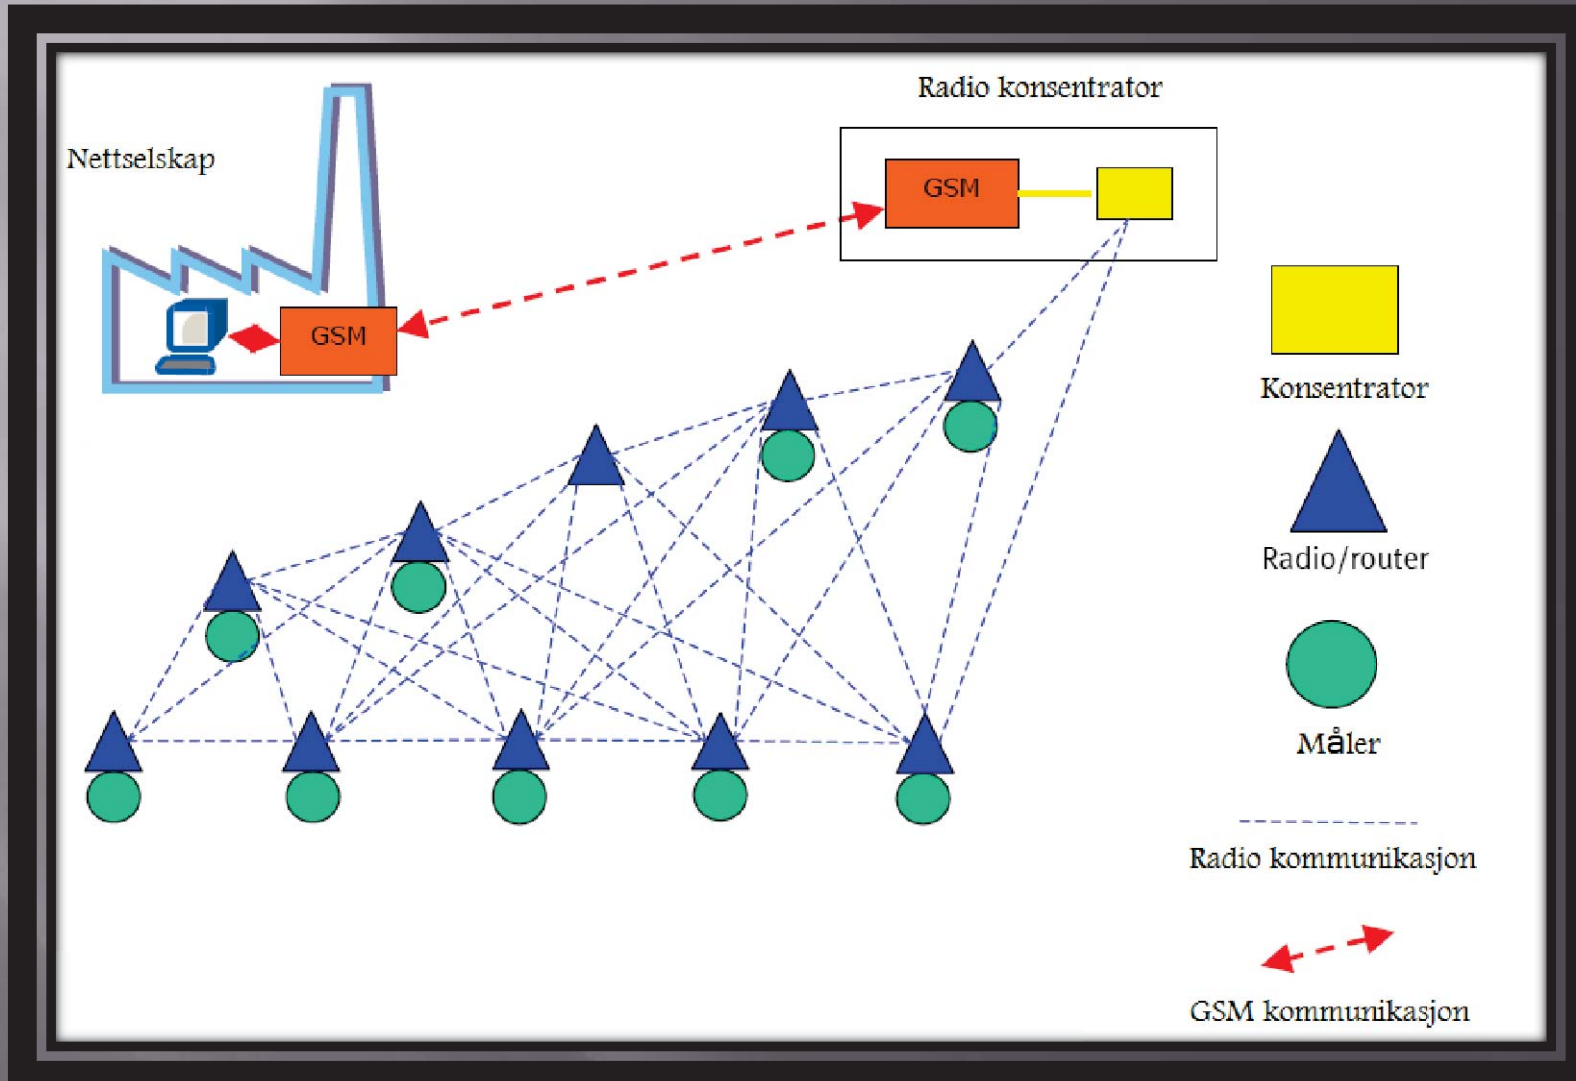 Radio konsentrator
Nettselskap
GSM
GSM
Konsentrator
Radio/router
Måler
Radio kommunikasjon
GSM kommunikasjon